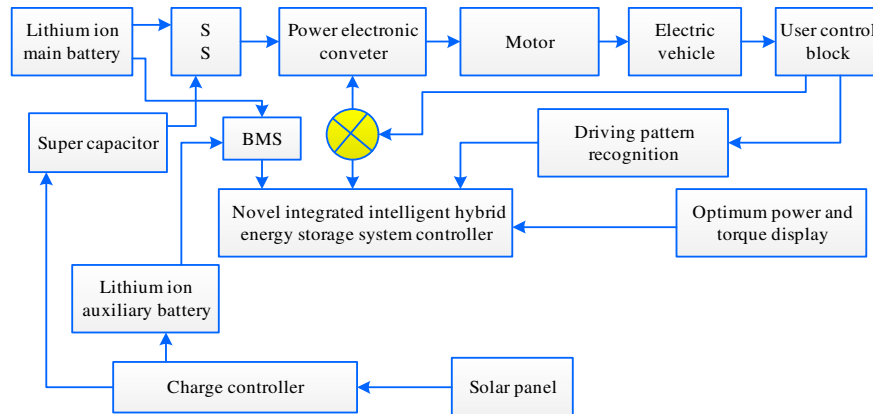 Lithium ion
main battery
S
S
Power electronic
conveter
Motor
Electric
vehicle
User control
block
Super capacitor
BMS
Driving pattern
recognition
Novel integrated intelligent hybrid
energy storage system controller
Optimum power and
torque display
Lithium ion
auxiliary battery
Charge controller
Solar panel